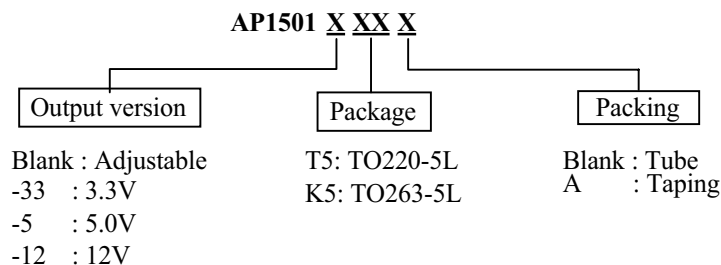 AP1501 X XX X
Output version
Package
Packing
Blank : Adjustable
-33 : 3.3V
-5 : 5.0V
-12 : 12V
T5: TO220-5L
K5: TO263-5L
Blank : Tube
A : Taping